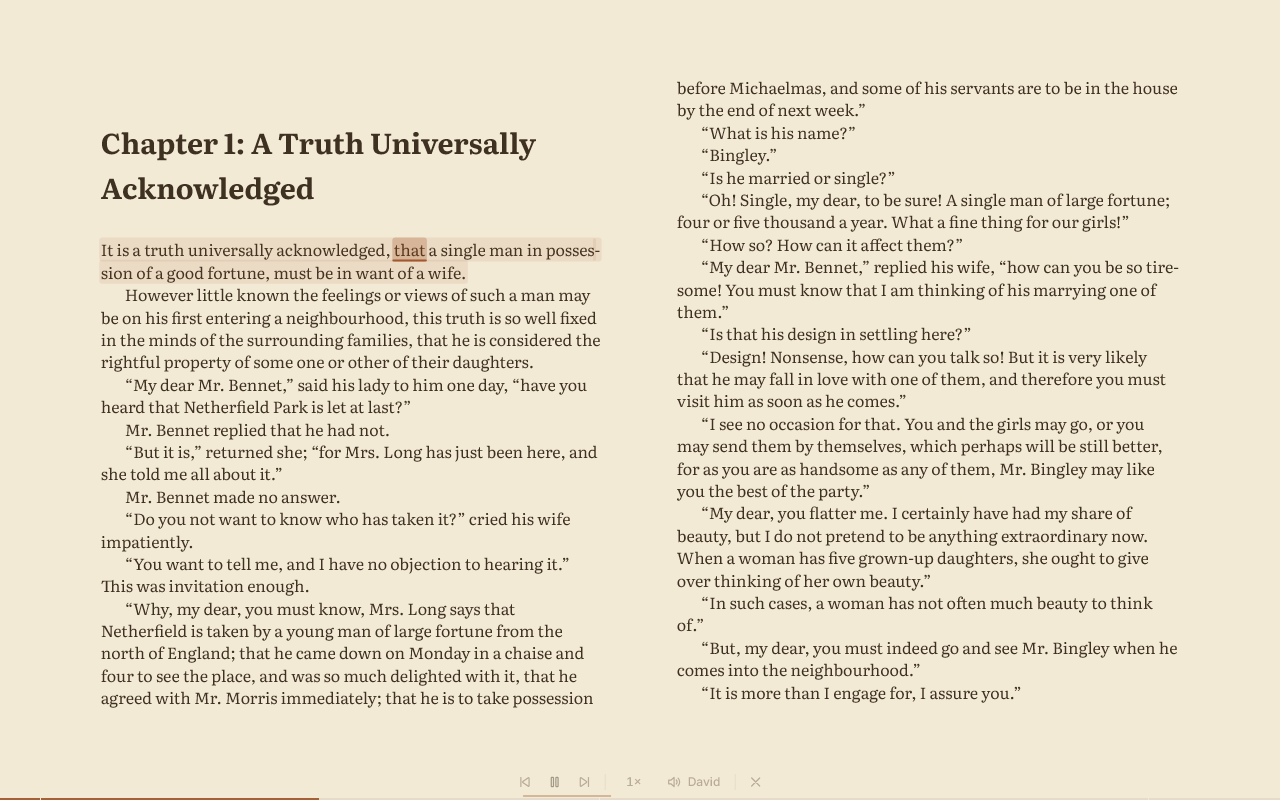 Chapter 1: A Truth Universally
Acknowledged
It is a truth universally acknowledged, that a single man in posses-
sion of a good fortune, must be in want of a wife.
However little known the feelings or views of such a man may
be on his first entering a neighbourhood, this truth is so well fixed
in the minds of the surrounding families, that he is considered the
rightful property of some one or other of their daughters.
“My dear Mr. Bennet,” said his lady to him one day, “have you
heard that Netherfield Park is let at last?”
Mr. Bennet replied that he had not.
“But it is,” returned she; “for Mrs. Long has just been here, and
she told me all about it.”
Mr. Bennet made no answer.
“Do you not want to know who has taken it?” cried his wife
impatiently.
“You want to tell me, and I have no objection to hearing it.”
This was invitation enough.
“Why, my dear, you must know, Mrs. Long says that
Netherfield is taken by a young man of large fortune from the
north of England; that he came down on Monday in a chaise and
four to see the place, and was so much delighted with it, that he
agreed with Mr. Morris immediately; that he is to take possession
before Michaelmas, and some of his servants are to be in the house
by the end of next week.”
“What is his name?”
“Bingley.”
“Is he married or single?”
“Oh! Single, my dear, to be sure! A single man of large fortune;
four or five thousand a year. What a fine thing for our girls!”
“How so? How can it affect them?”
“My dear Mr. Bennet,” replied his wife, “how can you be so tire-
some! You must know that I am thinking of his marrying one of
them.”
“Is that his design in settling here?”
“Design! Nonsense, how can you talk so! But it is very likely
that he may fall in love with one of them, and therefore you must
visit him as soon as he comes.”
“I see no occasion for that. You and the girls may go, or you
may send them by themselves, which perhaps will be still better,
for as you are as handsome as any of them, Mr. Bingley may like
you the best of the party.”
“My dear, you flatter me. I certainly have had my share of
beauty, but I do not pretend to be anything extraordinary now.
When a woman has five grown-up daughters, she ought to give
over thinking of her own beauty.”
“In such cases, a woman has not often much beauty to think
of.”
“But, my dear, you must indeed go and see Mr. Bingley when he
comes into the neighbourhood.”
“It is more than I engage for, I assure you.”
1× David